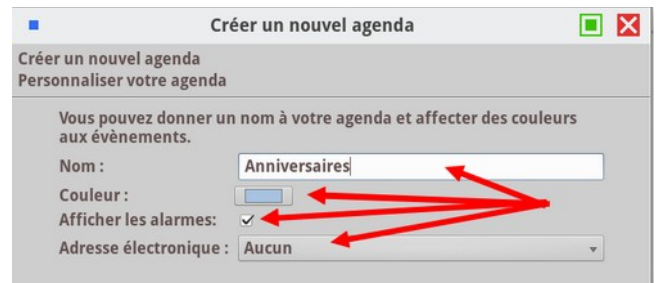 Créer un nouvel agenda
Créer un nouvel agenda
Personnaliser votre agenda
Vous pouvez donner un nom à votre agenda et affecter des couleurs
aux évènements.
Nom : Anniversaires
Couleur :
Afficher les alarmes:
Adresse électronique : Aucun